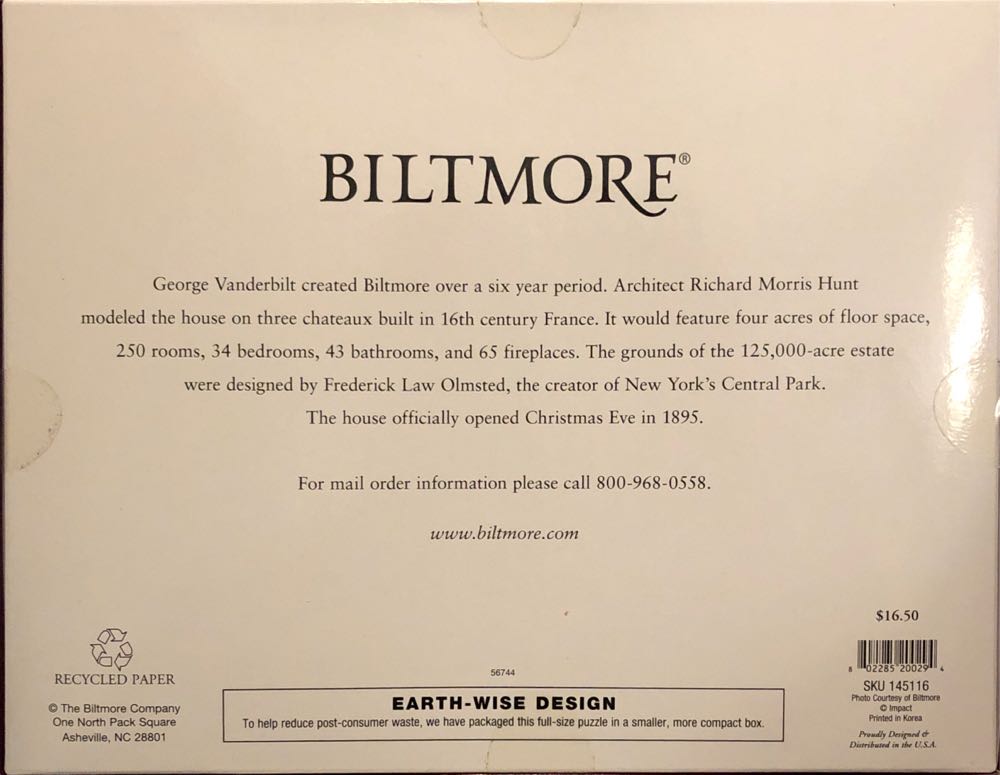 BILTMORE®
George Vanderbilt created Biltmore over a six year period. Architect Richard Morris Hunt
modeled the house on three chateaux built in 16th century France. It would feature four acres of floor space,
250 rooms, 34 bedrooms, 43 bathrooms, and 65 fireplaces. The grounds of the 125,000-acre estate
were designed by Frederick Law Olmsted, the creator of New York's Central Park.
The house officially opened Christmas Eve in 1895.
For mail order information please call 800-968-0558.
www.biltmore.com
RECYCLED PAPER
© The Biltmore Company
One North Pack Square
Asheville, NC 28801
56744
EARTH-WISE DESIGN
To help reduce post-consumer waste, we have packaged this full-size puzzle in a smaller, more compact box.
$16.50
8 02285 20029 4
SKU 145116
Photo Courtesy of Biltmore
© Impact
Printed in Korea
Proudly Designed &
Distributed in the U.S.A.